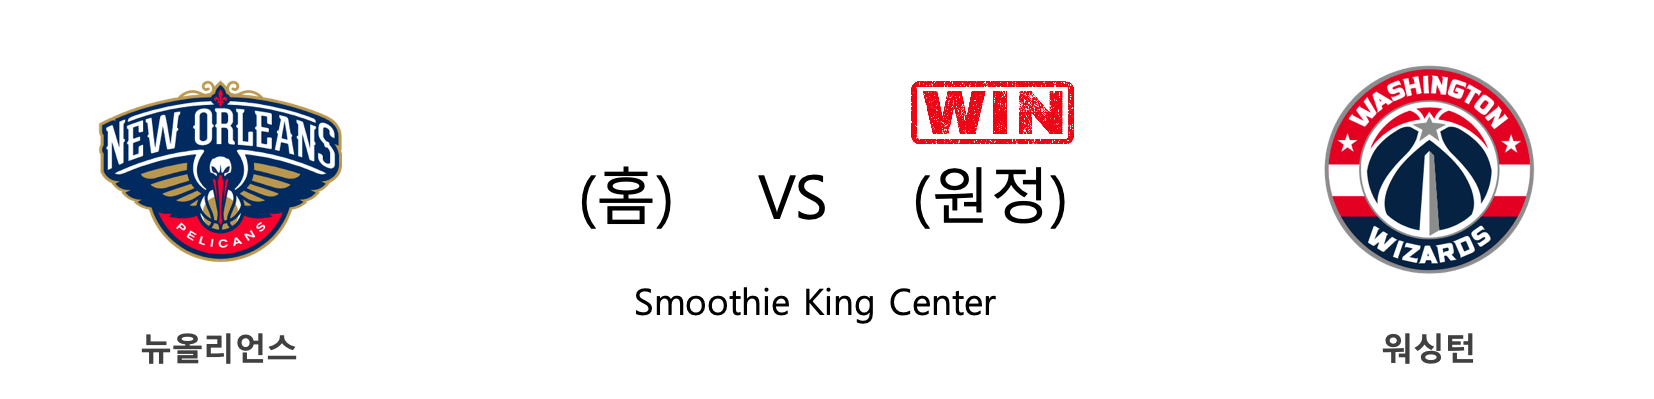 NEW ORLEANS
PELICANS
뉴올리언스
WIN
(홈) VS (원정)
Smoothie King Center
WASHINGTON
WIZARDS
워싱턴